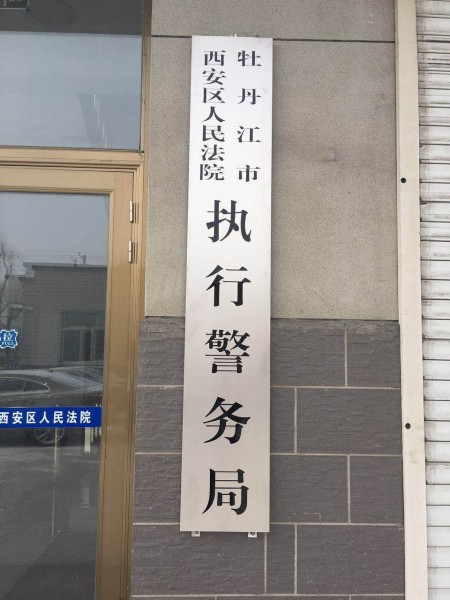 牡丹江市
西安区人民法院
执行警务局
拉
西安区人民法院